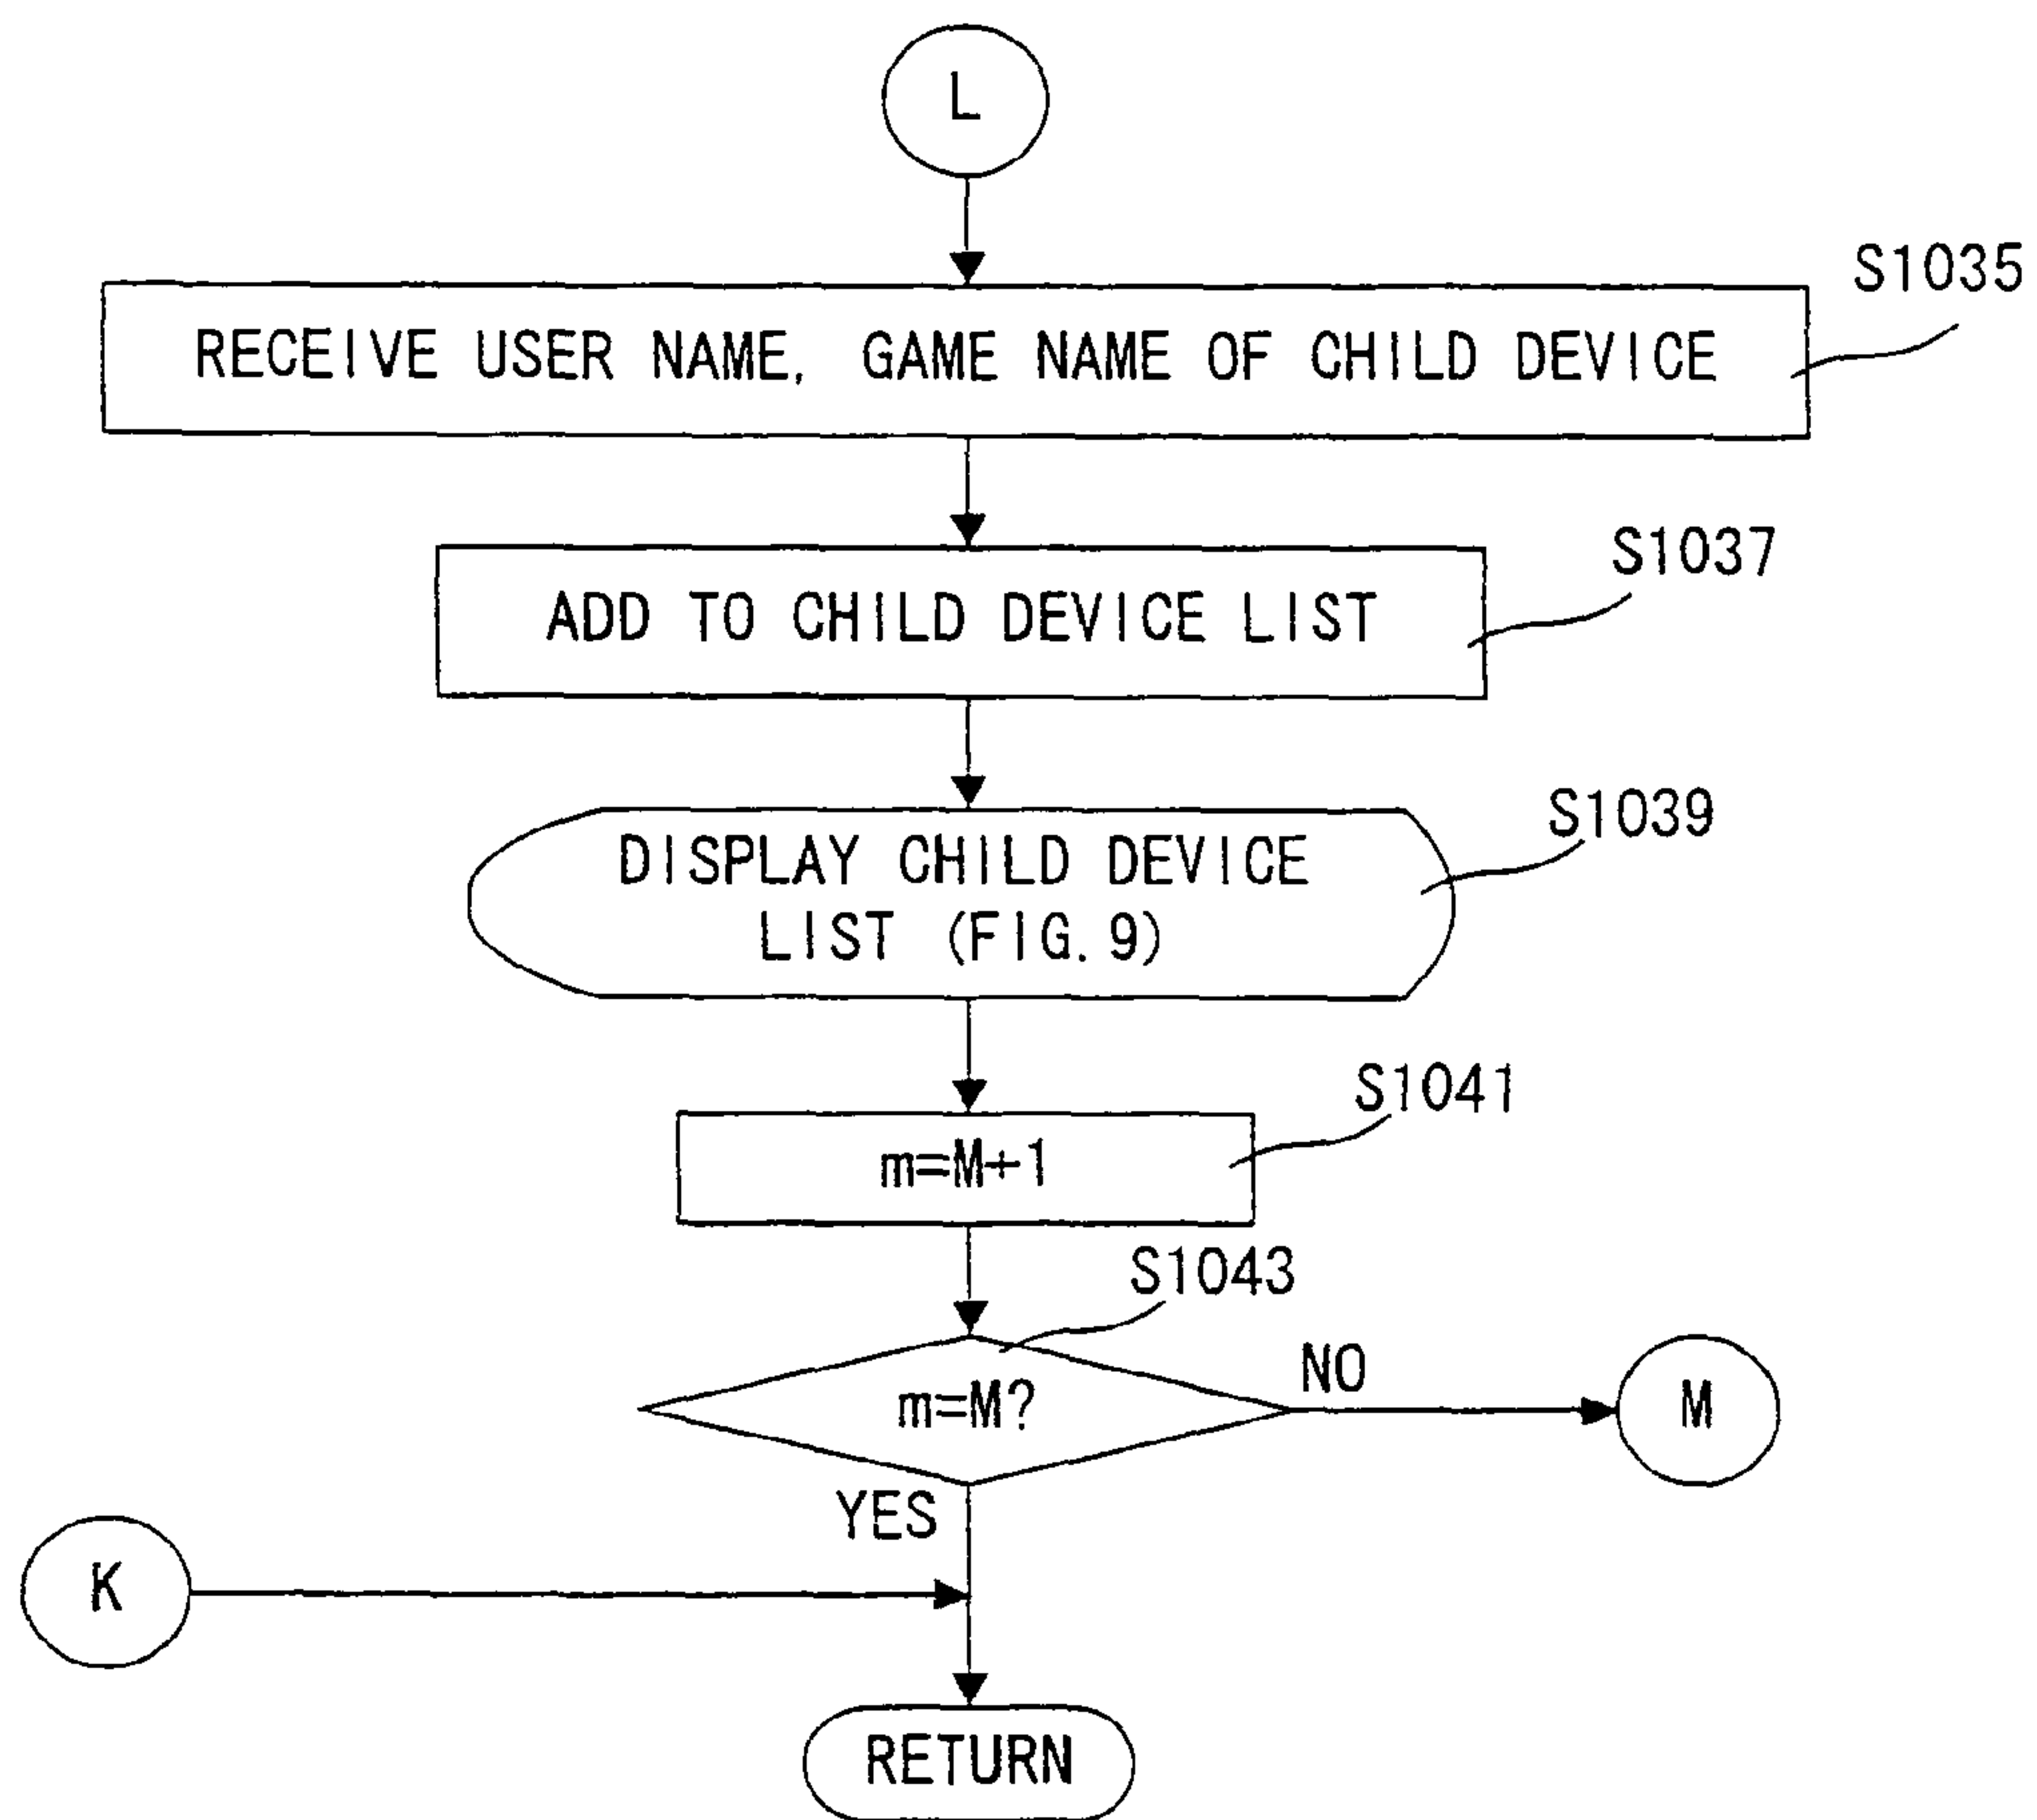 L
S1035
RECEIVE USER NAME, GAME NAME OF CHILD DEVICE
S1037
ADD TO CHILD DEVICE LIST
S1039
DISPLAY CHILD DEVICE
LIST (FIG. 9)
S1041
m=M+1
S1043
m=M?
NO
M
YES
K
RETURN